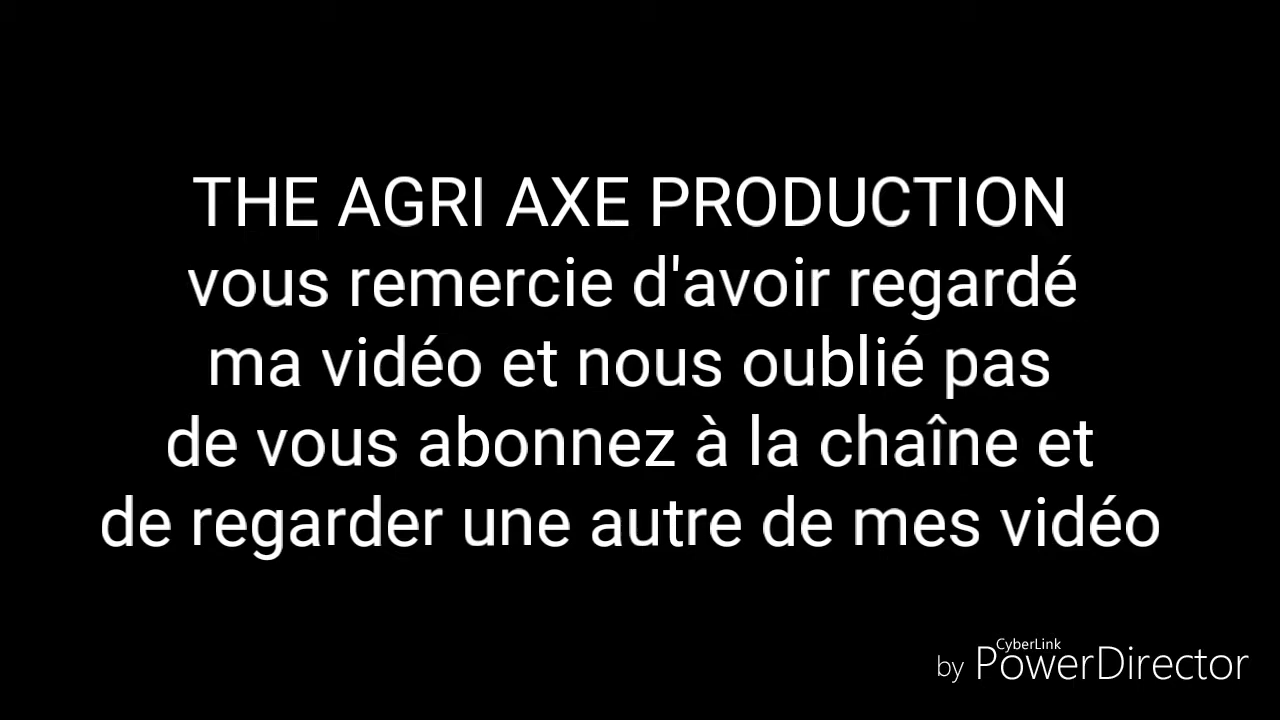 THE AGRI AXE PRODUCTION
vous remercie d'avoir regardé
ma vidéo et nous oublié pas
de vous abonnez à la chaîne et
de regarder une autre de mes vidéo
CyberLink
by PowerDirector